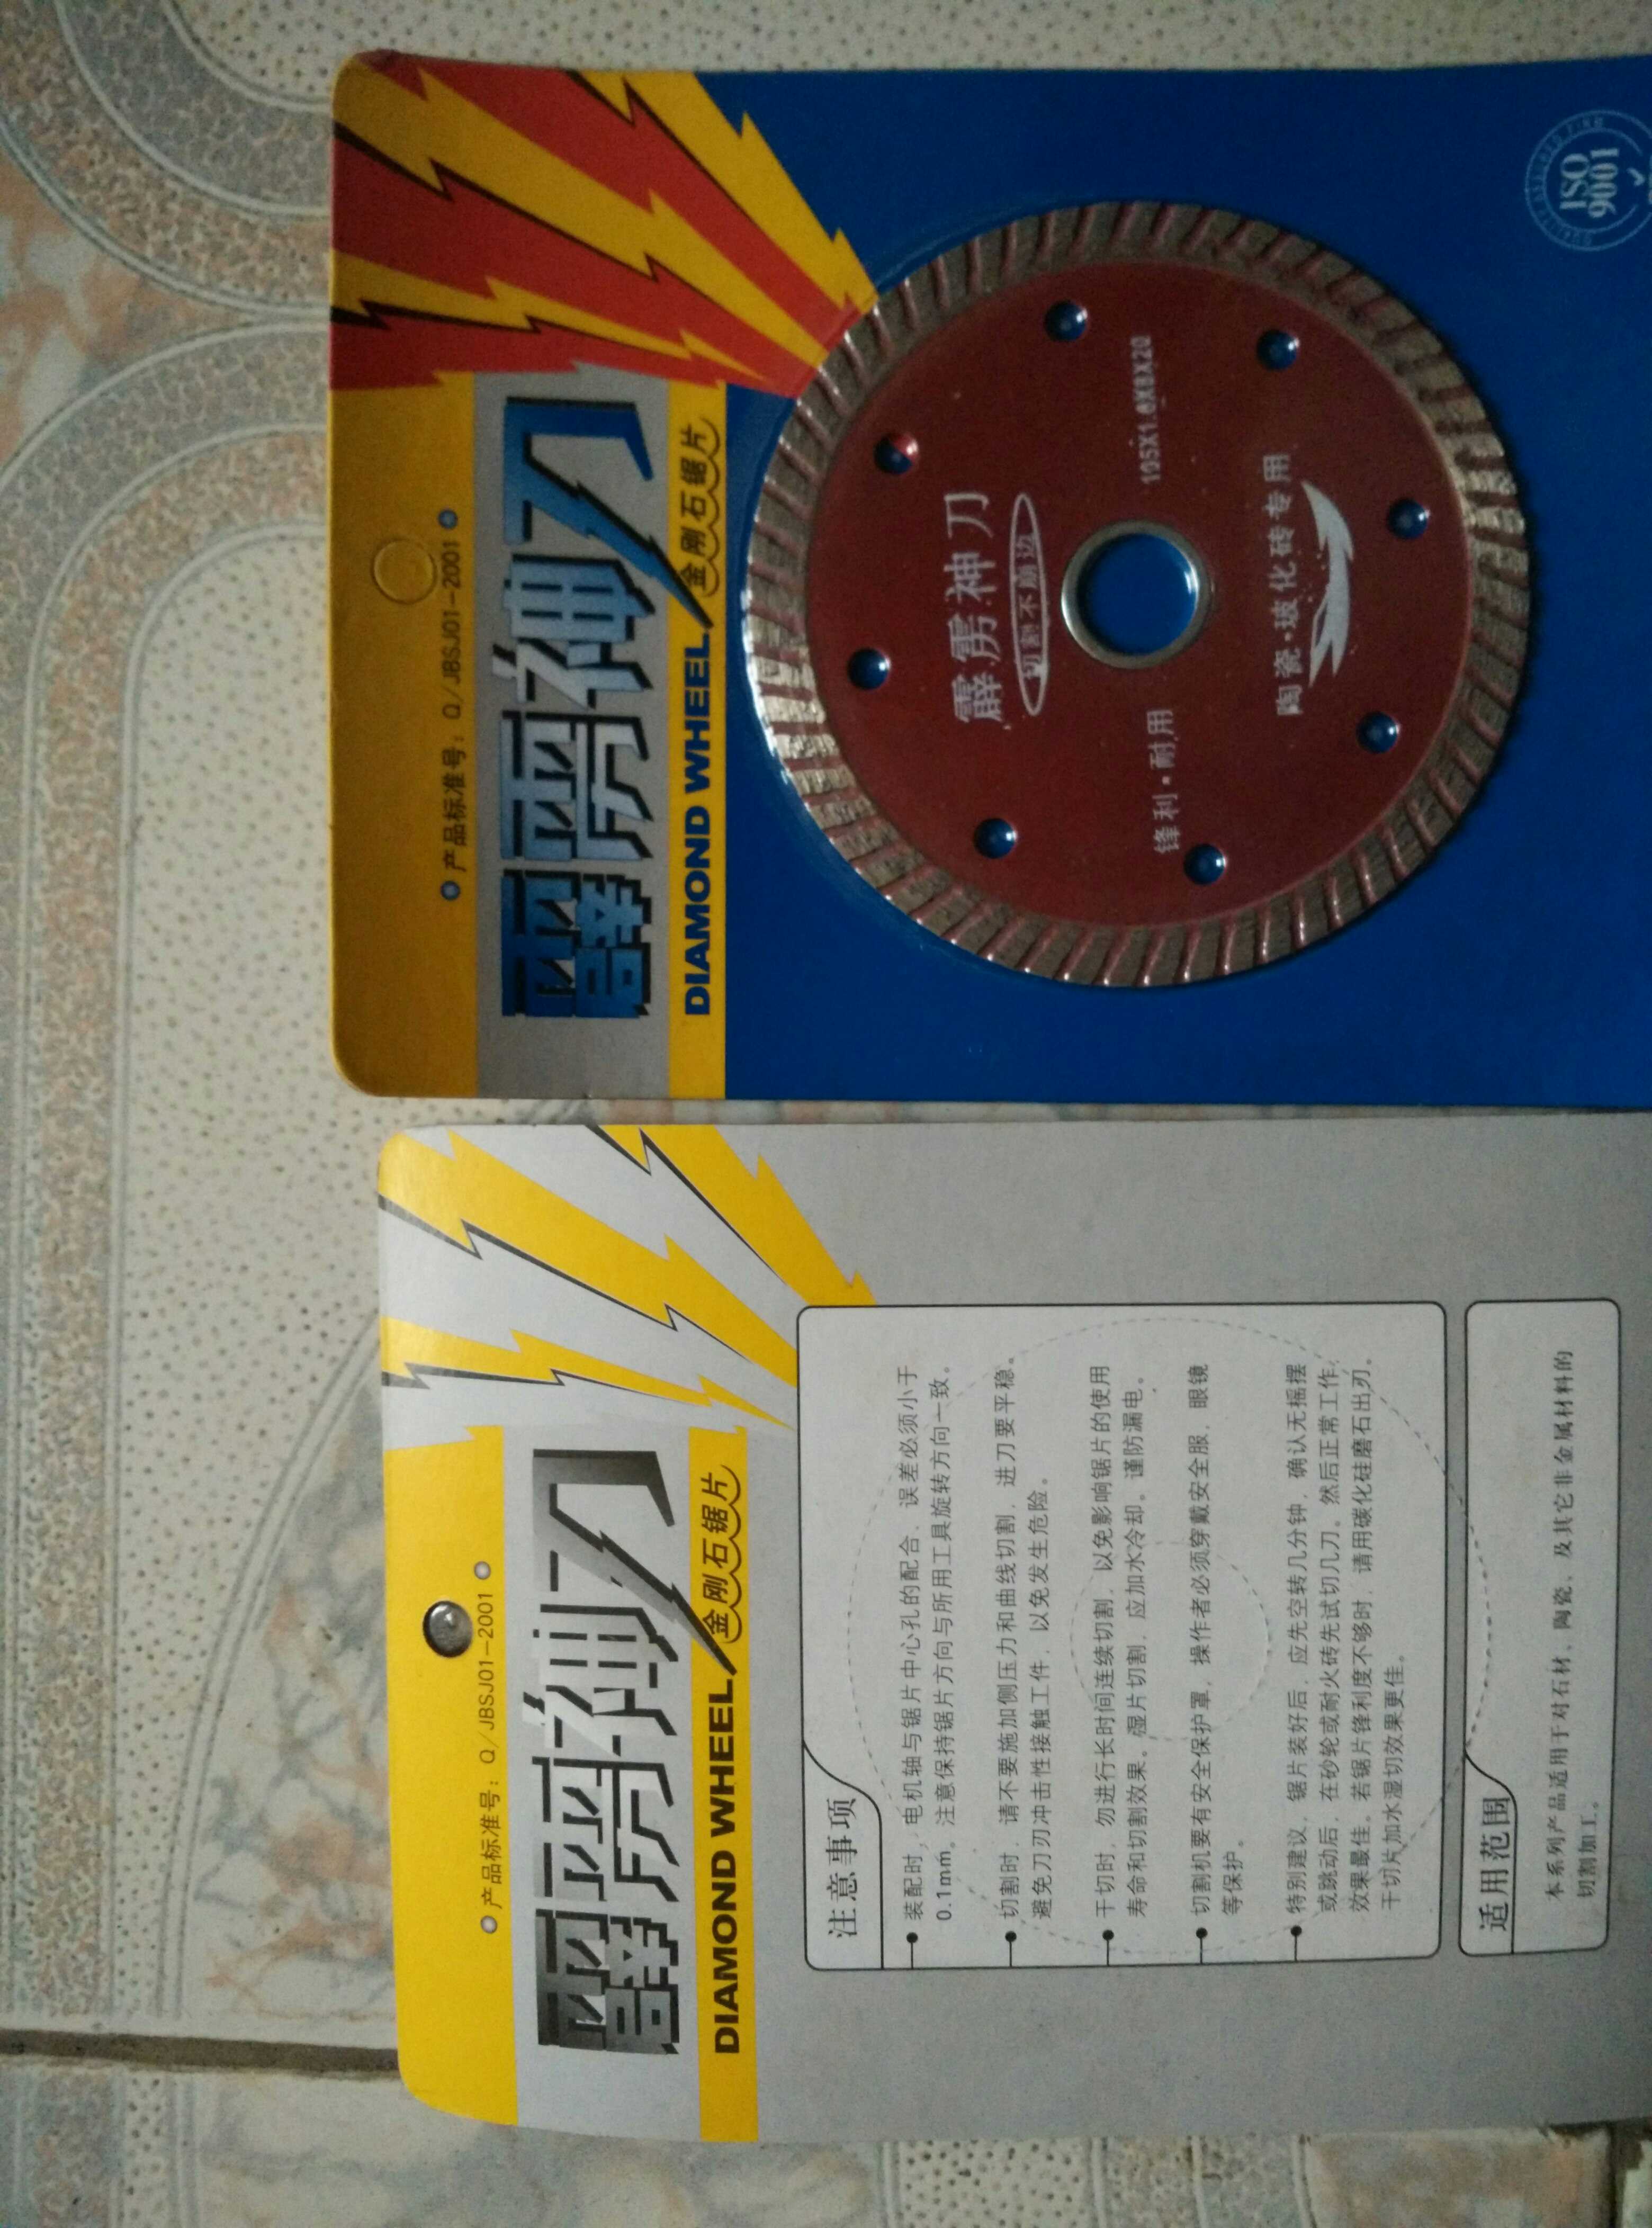 产品标准号：Q/JBSJ01-2001
霹雳神刀
DIAMOND WHEEL
金刚石锯片
霹雳神刀
切割不崩边
锋利·耐用
105X1.8X8X20
陶瓷·玻化砖专用
ISO
9001
产品标准号：Q/JBSJ01-2001
霹雳神刀
DIAMOND WHEEL
金刚石锯片
注意事项
装配时，电机轴与锯片中心孔的配合、误差必须小于
0.1mm。注意保持锯片方向与所用工具旋转方向一致。
切割时，请不要施加侧压力和曲线切割，进刀要平稳。
避免刀刃冲击性接触工件，以免发生危险。
干切时，勿进行长时间连续切割，以免影响锯片的使用
寿命和切割效果。湿片切割，应加水冷却。谨防漏电。
切割机要有安全保护罩，操作者必须穿戴安全服、眼镜
等保护。
特别建议，锯片装好后，应先空转几分钟，确认无摇摆
或跳动后，在砂轮或耐火砖先试切几刀。然后正常工作，
效果最佳。若锯片锋利度不够时，请用碳化硅磨石出刃。
干切片加水湿切效果更佳。
适用范围
本系列产品适用于对石材、陶瓷、及其它非金属材料的
切割加工。